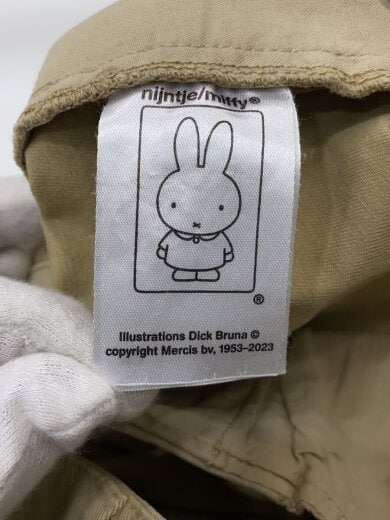 nijntje/miffy®
®
Illustrations Dick Bruna ©
copyright Mercis bv, 1953-2023